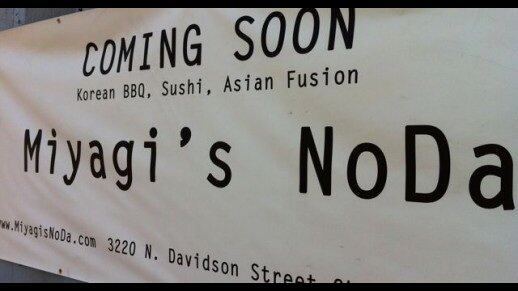 COMING SOON
Korean BBQ, Sushi, Asian Fusion
Miyagi's NoDa
www.MiyagisNoDa.com 3220 N. Davidson Street,